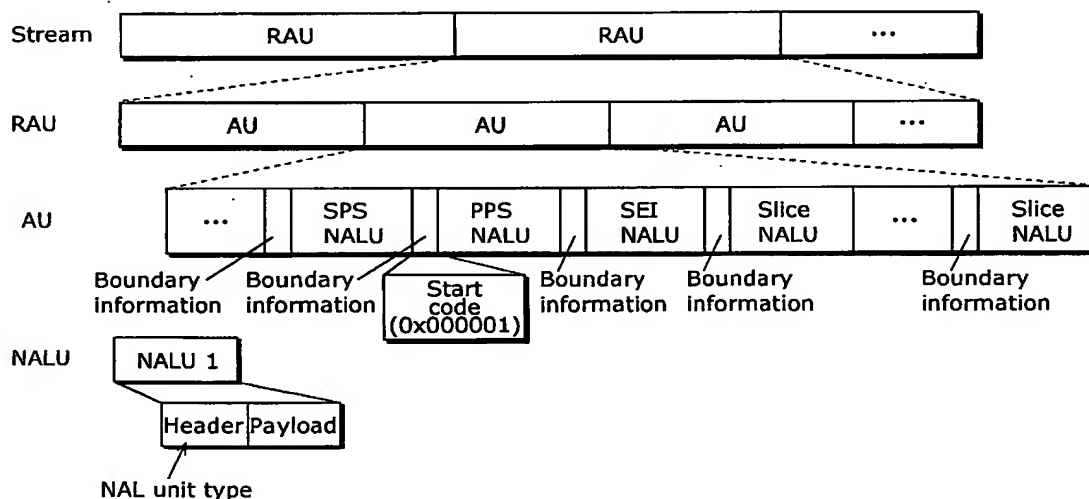 Stream RAU RAU ...
RAU AU AU AU ...
AU ... SPS NALU PPS NALU SEI NALU Slice NALU ... Slice NALU
Boundary information Boundary information Start code (0x000001) Boundary information Boundary information Boundary information
NALU NALU 1
Header Payload
NAL unit type